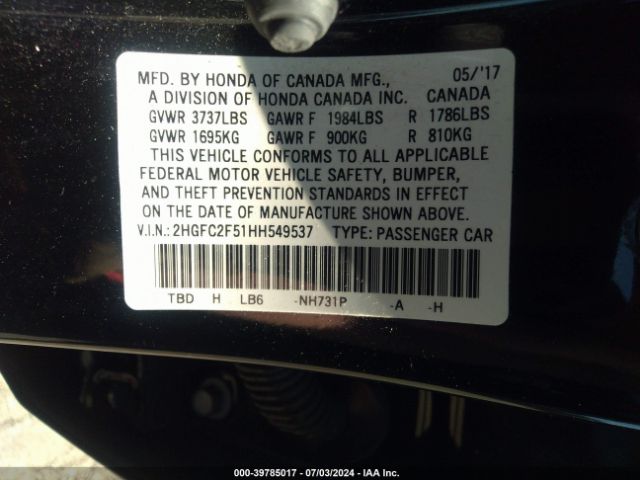 MFD. BY HONDA OF CANADA MFG., 05/'17
A DIVISION OF HONDA CANADA INC. CANADA
GVWR 3737LBS GAWR F 1984LBS R 1786LBS
GVWR 1695KG GAWR F 900KG R 810KG
THIS VEHICLE CONFORMS TO ALL APPLICABLE
FEDERAL MOTOR VEHICLE SAFETY, BUMPER,
AND THEFT PREVENTION STANDARDS IN EFFECT
ON THE DATE OF MANUFACTURE SHOWN ABOVE.
V.I.N.: 2HGFC2F51HH549537 TYPE: PASSENGER CAR
TBD H LB6 -NH731P -A -H
000-39785017 - 07/03/2024 - IAA Inc.